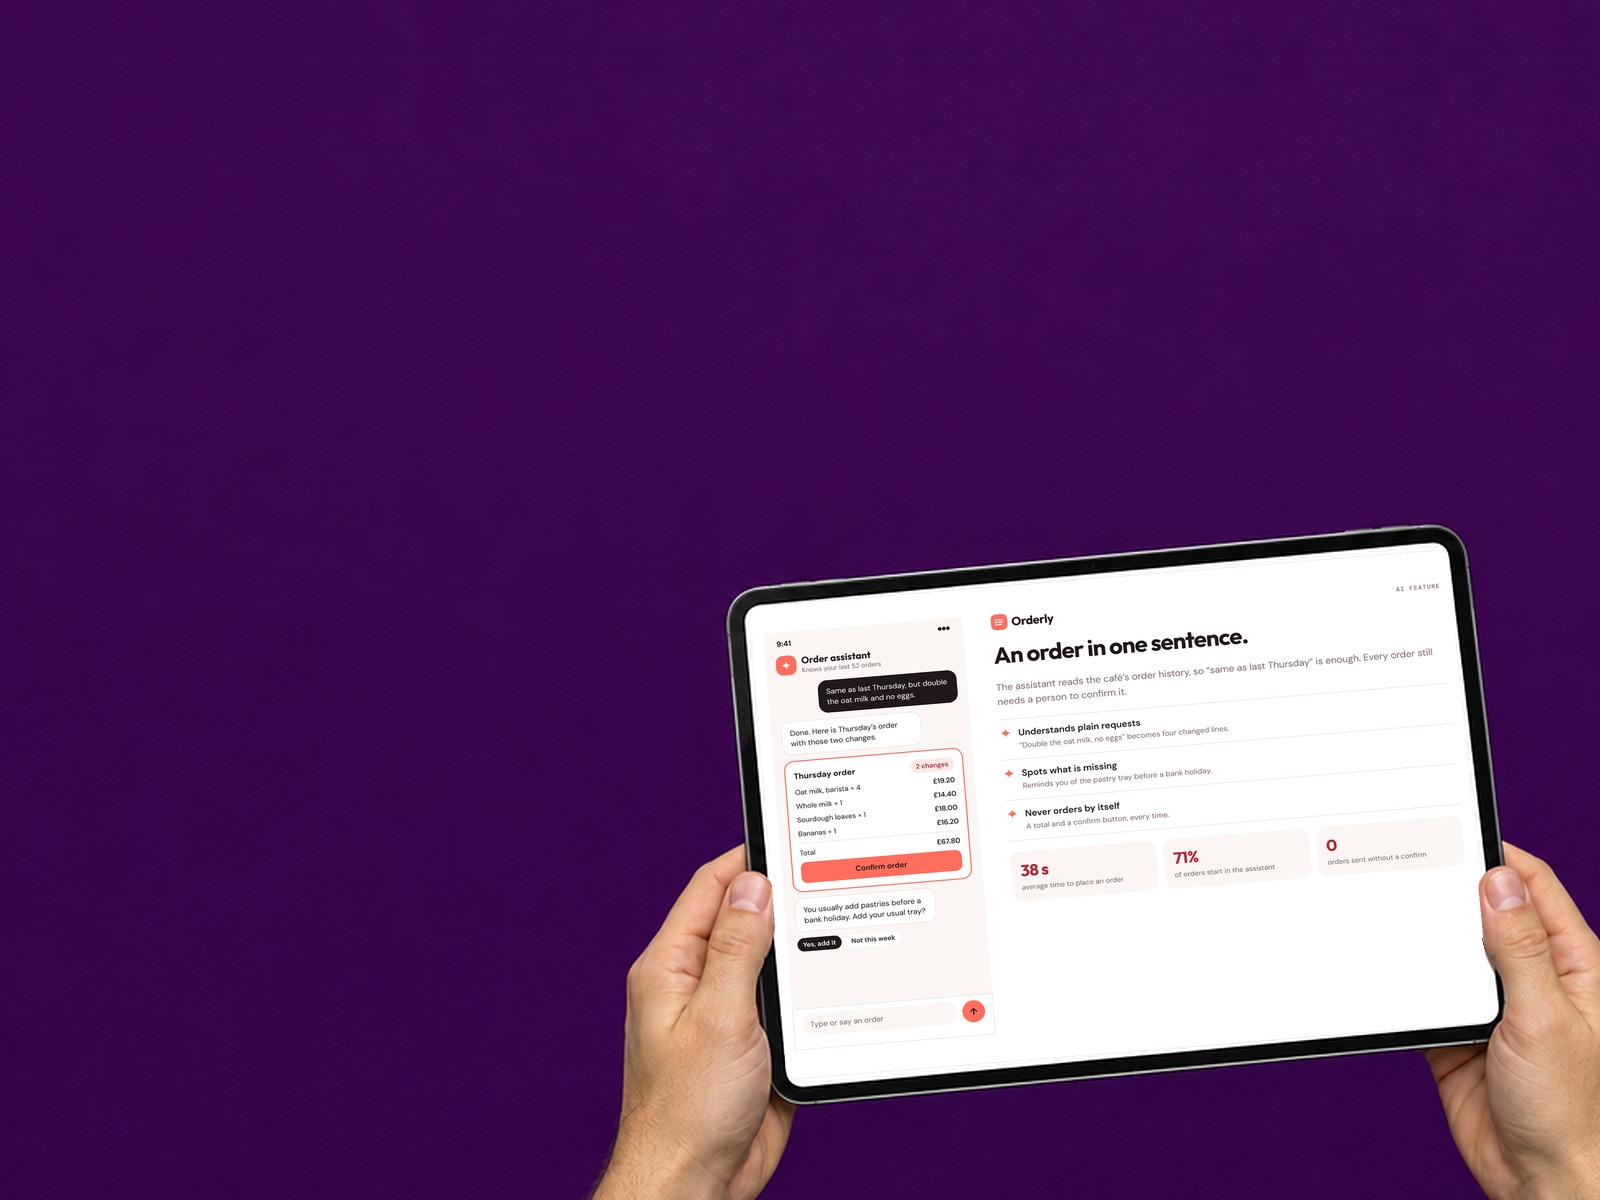 9:41
Order assistant
Knows your last 52 orders
Same as last Thursday, but double
the oat milk and no eggs.
Done. Here is Thursday's order
with those two changes.
Thursday order
2 changes
Oat milk, barista × 4
£19.20
Whole milk × 1
£14.40
Sourdough loaves × 1
£18.00
Bananas × 1
£16.20
Total
£67.80
Confirm order
You usually add pastries before a
bank holiday. Add your usual tray?
Yes, add it
Not this week
Type or say an order
AI FEATURE
Orderly
An order in one sentence.
The assistant reads the café's order history, so “same as last Thursday” is enough. Every order still
needs a person to confirm it.
Understands plain requests
“Double the oat milk, no eggs” becomes four changed lines.
Spots what is missing
Reminds you of the pastry tray before a bank holiday.
Never orders by itself
A total and a confirm button, every time.
38 s
average time to place an order
71%
of orders start in the assistant
0
orders sent without a confirm